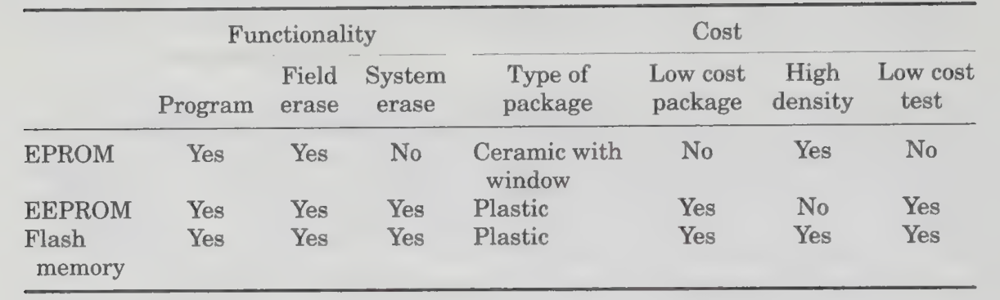 Functionality Cost
Field System Type of Low cost High Low cost
Program erase erase package package density test
EPROM Yes Yes No Ceramic with No Yes No
window
EEPROM Yes Yes Yes Plastic Yes No Yes
Flash Yes Yes Yes Plastic Yes Yes Yes
memory